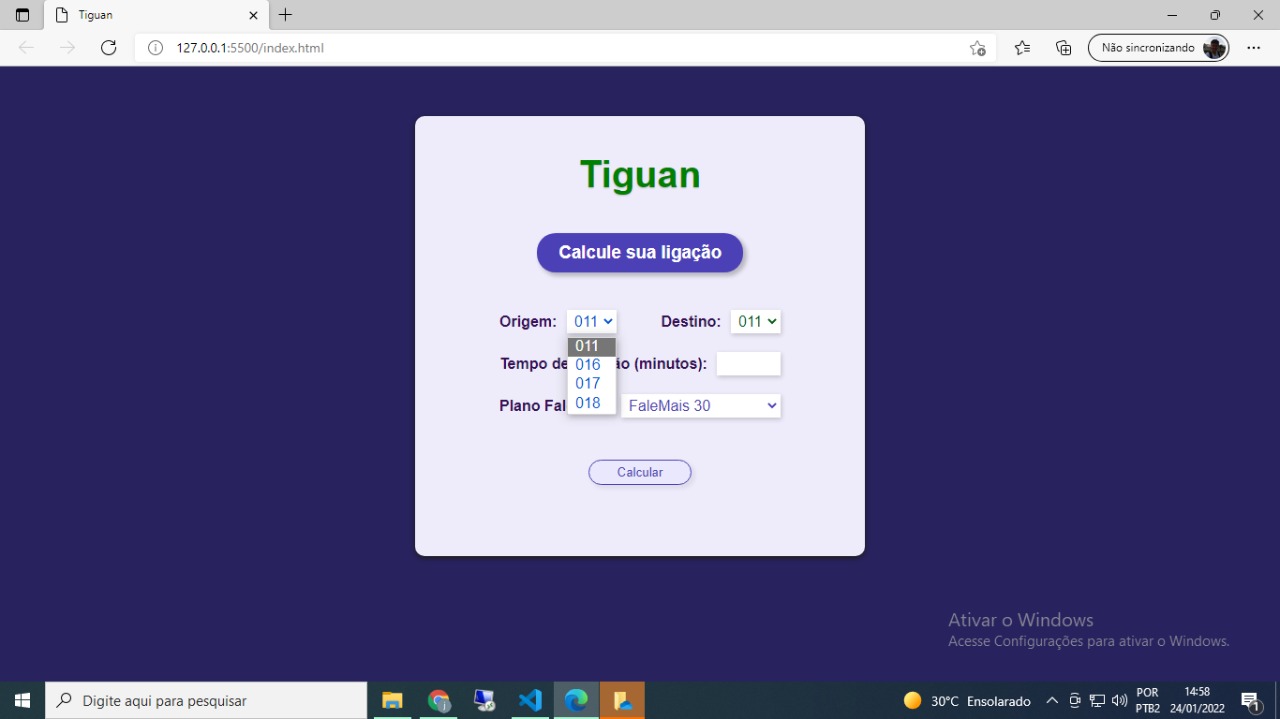 Tiguan
127.0.0.1:5500/index.html
Não sincronizando
Tiguan
Calcule sua ligação
Origem: 011 Destino: 011
011
016
017
018
Tempo de ão (minutos):
Plano Fal FaleMais 30
Calcular
Ativar o Windows
Acesse Configurações para ativar o Windows.
Digite aqui para pesquisar
30°C Ensolarado
POR
PTB2
14:58
24/01/2022
1